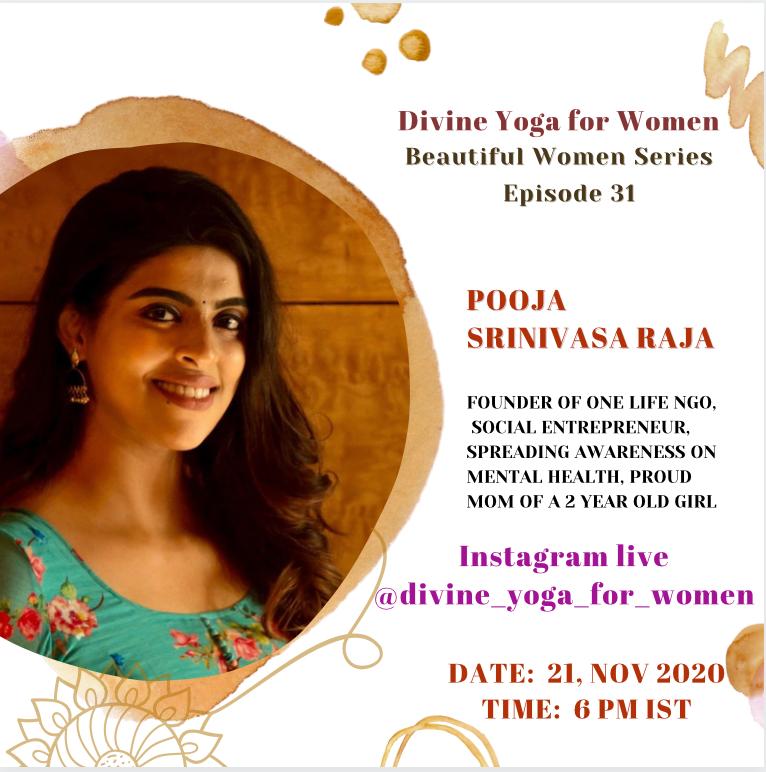 Divine Yoga for Women
Beautiful Women Series
Episode 31
POOJA
SRINIVASA RAJA
FOUNDER OF ONE LIFE NGO,
SOCIAL ENTREPRENEUR,
SPREADING AWARENESS ON
MENTAL HEALTH, PROUD
MOM OF A 2 YEAR OLD GIRL
Instagram live
@divine_yoga_for_women
DATE: 21, NOV 2020
TIME: 6 PM IST